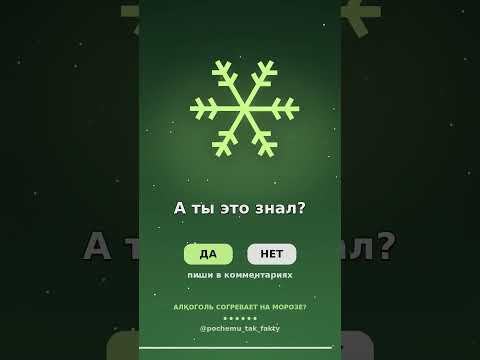 А ты это знал?
ДА НЕТ
пиши в комментариях
АЛКОГОЛЬ СОГРЕВАЕТ НА МОРОЗЕ?
@pochemu_tak_fakty